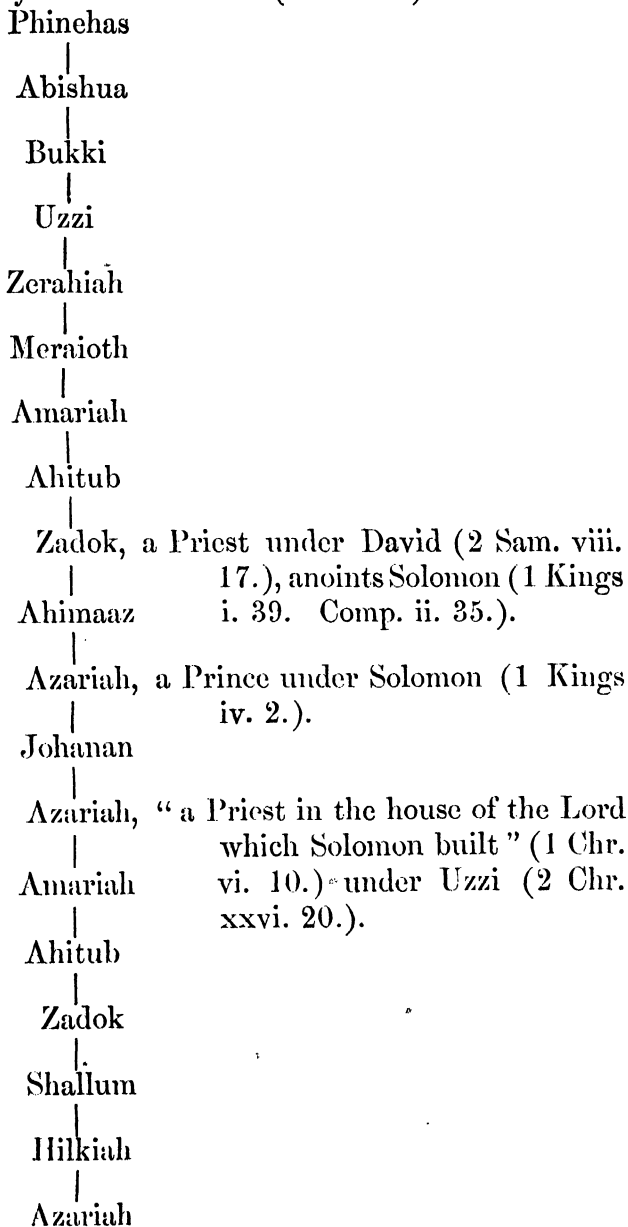 Phinehas
Abishua
Bukki
Uzzi
Zerahiah
Meraioth
Amariah
Ahitub
Zadok, a Priest under David (2 Sam. viii.
17.), anoints Solomon (1 Kings
Ahimaaz i. 39. Comp. ii. 35.).
Azariah, a Prince under Solomon (1 Kings
iv. 2.).
Johanan
Azariah, “a Priest in the house of the Lord
which Solomon built” (1 Chr.
Amariah vi. 10.) under Uzzi (2 Chr.
xxvi. 20.).
Ahitub
Zadok
Shallum
Hilkiah
Azariah